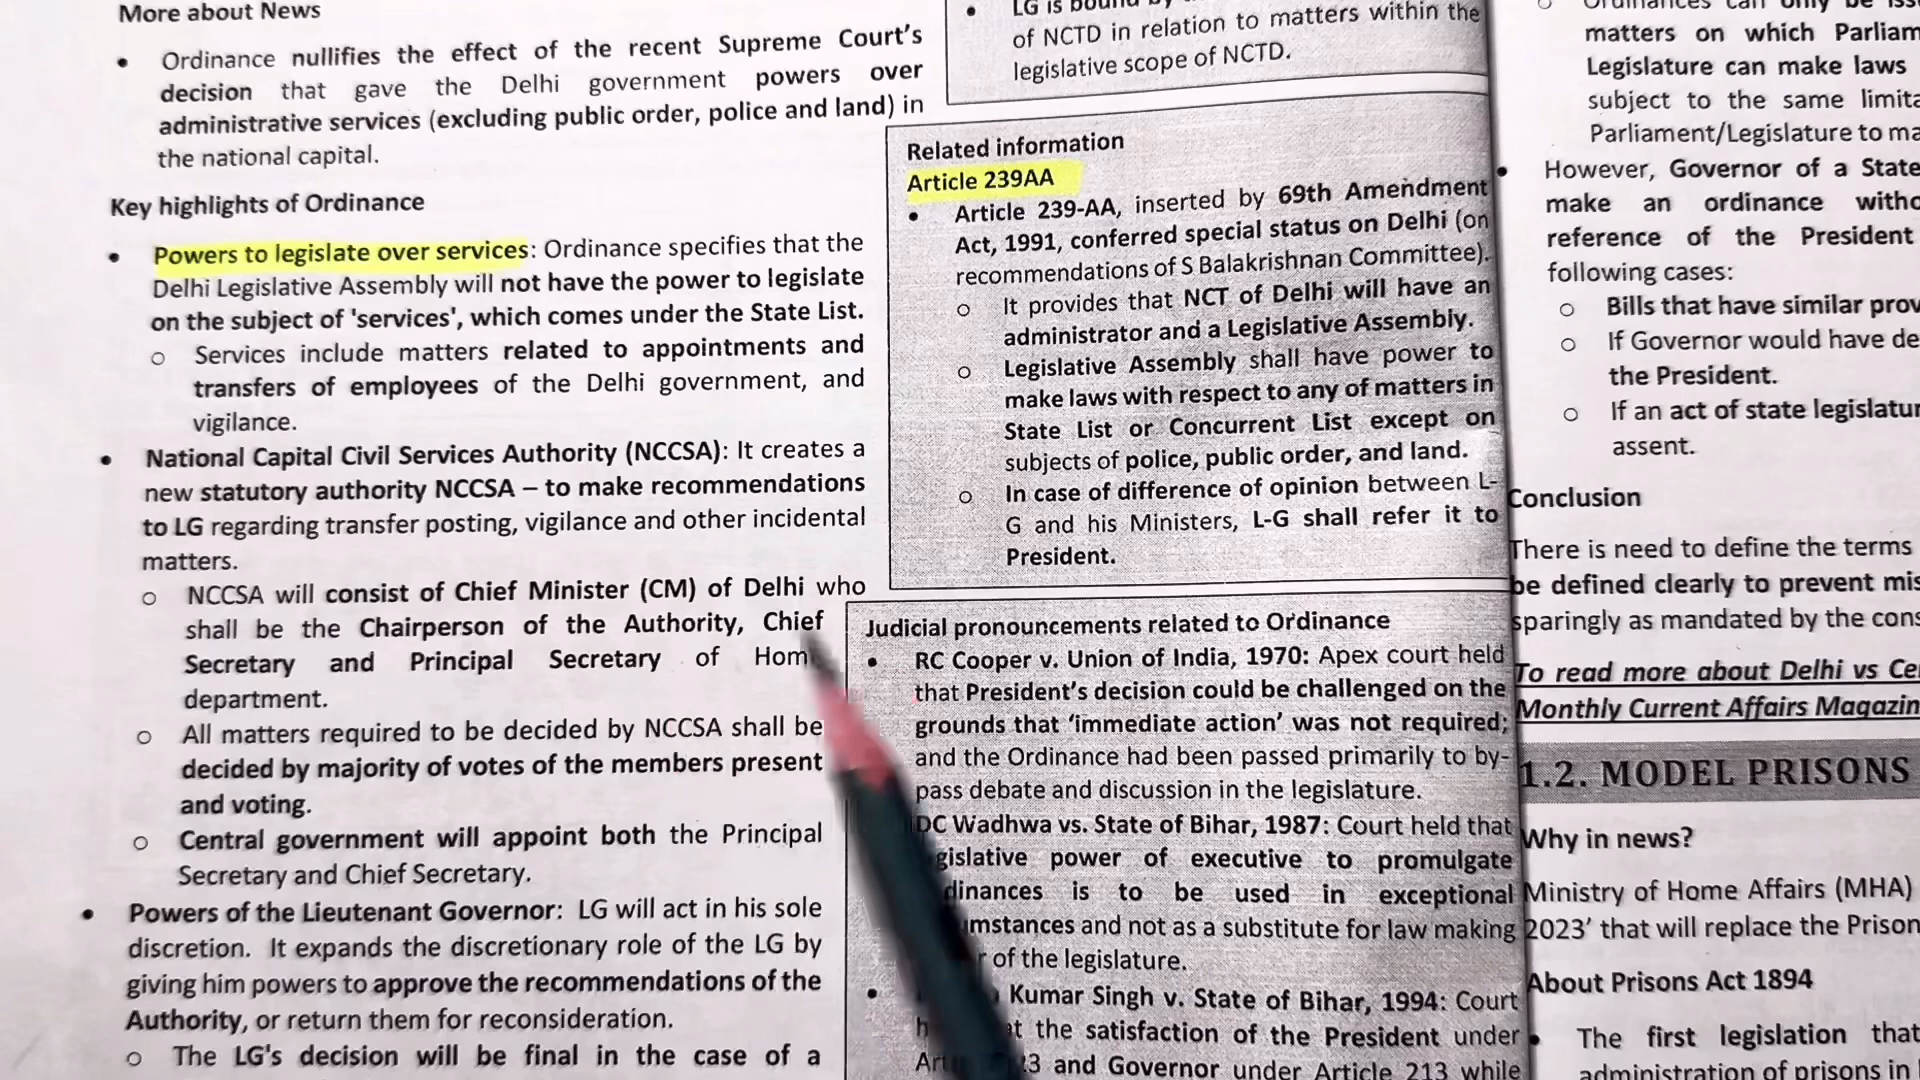 More about News
• Ordinance nullifies the effect of the recent Supreme Court's
decision that gave the Delhi government powers over
administrative services (excluding public order, police and land) in
the national capital.
Key highlights of Ordinance
• Powers to legislate over services: Ordinance specifies that the
Delhi Legislative Assembly will not have the power to legislate
on the subject of 'services', which comes under the State List.
o Services include matters related to appointments and
transfers of employees of the Delhi government, and
vigilance.
• National Capital Civil Services Authority (NCCSA): It creates a
new statutory authority NCCSA – to make recommendations
to LG regarding transfer posting, vigilance and other incidental
matters.
o NCCSA will consist of Chief Minister (CM) of Delhi who
shall be the Chairperson of the Authority, Chief
Secretary and Principal Secretary of Hom
department.
o All matters required to be decided by NCCSA shall be
decided by majority of votes of the members present
and voting.
o Central government will appoint both the Principal
Secretary and Chief Secretary.
• Powers of the Lieutenant Governor: LG will act in his sole
discretion. It expands the discretionary role of the LG by
giving him powers to approve the recommendations of the
Authority, or return them for reconsideration.
o The LG's decision will be final in the case of a
• LG is bound by
of NCTD in relation to matters within the
legislative scope of NCTD.
Related information
Article 239AA
• Article 239-AA, inserted by 69th Amendment
Act, 1991, conferred special status on Delhi (on
recommendations of S Balakrishnan Committee).
o It provides that NCT of Delhi will have an
administrator and a Legislative Assembly.
o Legislative Assembly shall have power to
make laws with respect to any of matters in
State List or Concurrent List except on
subjects of police, public order, and land.
o In case of difference of opinion between L-
G and his Ministers, L-G shall refer it to
President.
Judicial pronouncements related to Ordinance
• RC Cooper v. Union of India, 1970: Apex court held
that President's decision could be challenged on the
grounds that 'immediate action' was not required;
and the Ordinance had been passed primarily to by-
pass debate and discussion in the legislature.
DC Wadhwa vs. State of Bihar, 1987: Court held that
gislative power of executive to promulgate
dinances is to be used in exceptional
mstances and not as a substitute for law making
of the legislature.
• Kumar Singh v. State of Bihar, 1994: Court
the satisfaction of the President under
and Governor under Article 213 while
o Ordinances can only be iss
matters on which Parliam
Legislature can make laws
subject to the same limita
Parliament/Legislature to ma
• However, Governor of a State
make an ordinance witho
reference of the President
following cases:
o Bills that have similar prov
o If Governor would have de
the President.
o If an act of state legislatur
assent.
Conclusion
There is need to define the terms
be defined clearly to prevent mis
sparingly as mandated by the cons
To read more about Delhi vs Ce
Monthly Current Affairs Magazin
1.2. MODEL PRISONS
Why in news?
Ministry of Home Affairs (MHA)
2023' that will replace the Prison
About Prisons Act 1894
• The first legislation that
administration of prisons in